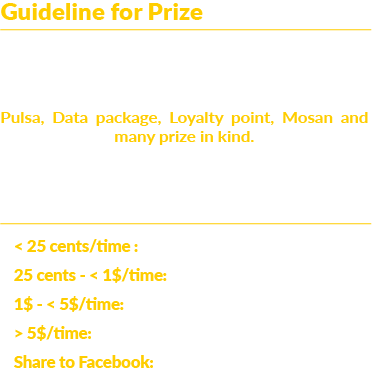 Guideline for Prize
Pulsa, Data package, Loyalty point, Mosan and
many prize in kind.
< 25 cents/time :
25 cents - < 1$/time:
1$ - < 5$/time:
> 5$/time:
Share to Facebook: